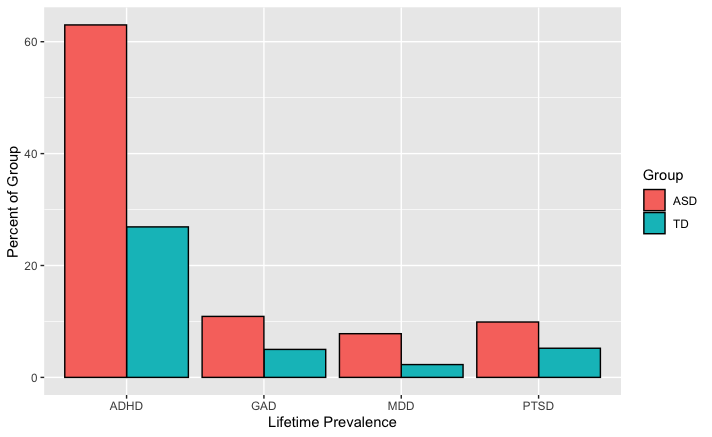 Percent of Group
60
40
20
0
ADHD
GAD
MDD
PTSD
Lifetime Prevalence
Group
ASD
TD